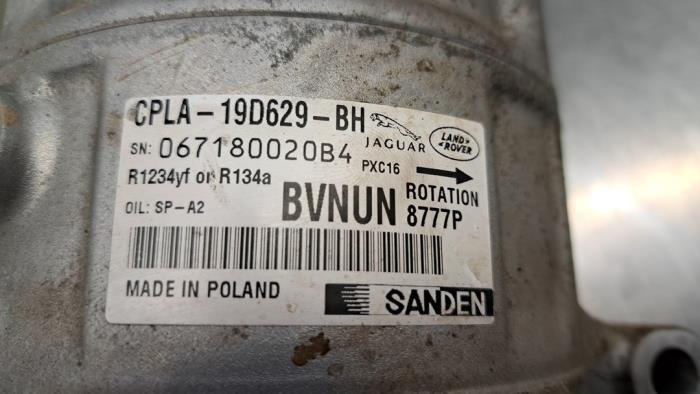 CPLA-19D629-BH
JAGUAR
LAND ROVER
SN: 067180020B4
PXC16
R1234yf or R134a
ROTATION
OIL: SP-A2
BVNUN 8777P
MADE IN POLAND
SANDEN